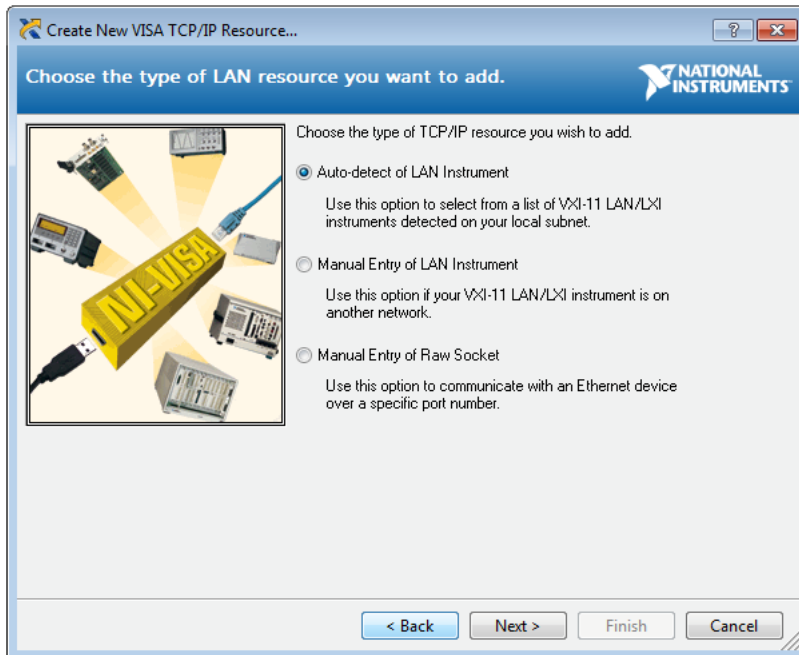 Create New VISA TCP/IP Resource...
Choose the type of LAN resource you want to add.
NATIONAL
INSTRUMENTS™
NI-VISA
Choose the type of TCP/IP resource you wish to add.
Auto-detect of LAN Instrument
Use this option to select from a list of VXI-11 LAN/LXI
instruments detected on your local subnet.
Manual Entry of LAN Instrument
Use this option if your VXI-11 LAN/LXI instrument is on
another network.
Manual Entry of Raw Socket
Use this option to communicate with an Ethernet device
over a specific port number.
< Back Next > Finish Cancel